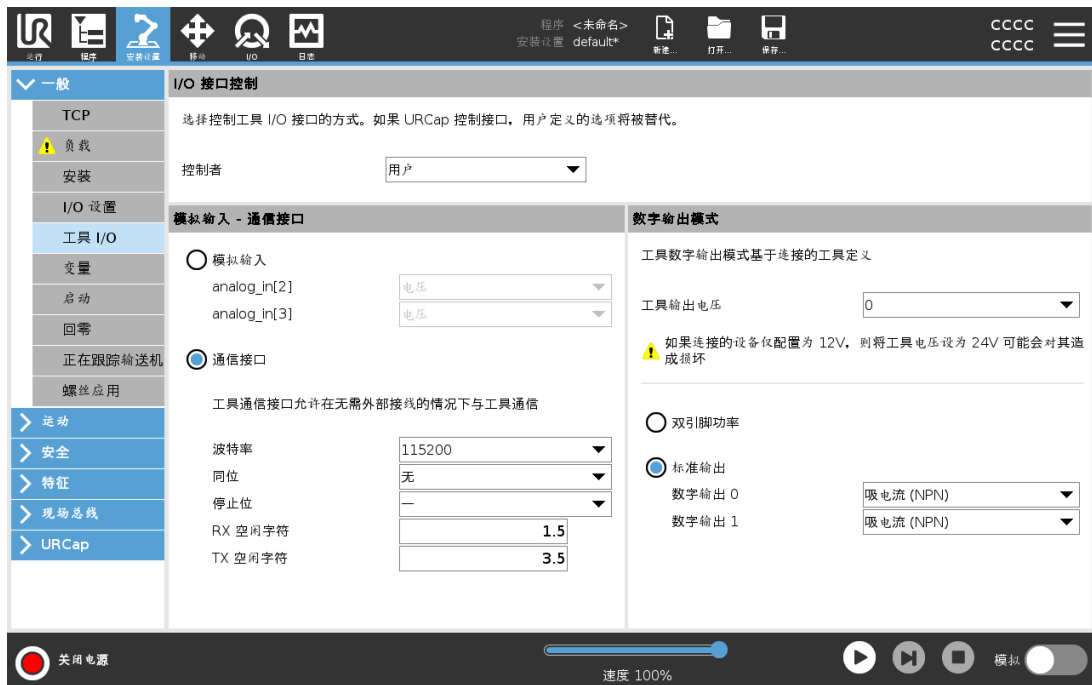 运行
程序
安装设置
移动
I/O
日志
程序 <未命名>
安装设置 default*
新建...
打开...
保存...
CCCC
CCCC
一般
TCP
负载
安装
I/O 设置
工具 I/O
变量
启动
回零
正在跟踪输送机
螺丝应用
运动
安全
特征
现场总线
URCap
I/O 接口控制
选择控制工具 I/O 接口的方式。如果 URCap 控制接口，用户定义的选项将被替代。
控制者
用户
模拟输入 - 通信接口
模拟输入
analog_in[2]
电压
analog_in[3]
电压
通信接口
工具通信接口允许在无需外部接线的情况下与工具通信
波特率
115200
同位
无
停止位
一
RX 空闲字符
1.5
TX 空闲字符
3.5
数字输出模式
工具数字输出模式基于连接的工具定义
工具输出电压
0
如果连接的设备仅配置为 12V，则将工具电压设为 24V 可能会对其造
成损坏
双引脚功率
标准输出
数字输出 0
吸电流 (NPN)
数字输出 1
吸电流 (NPN)
关闭电源
速度 100%
模拟